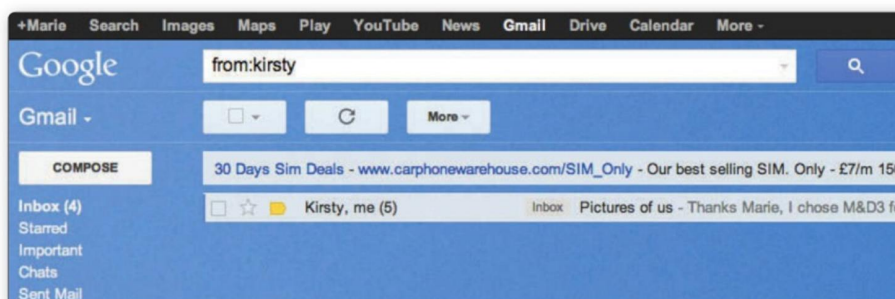 +Marie Search Images Maps Play YouTube News Gmail Drive Calendar More
Google from:kirsty
Gmail More
COMPOSE 30 Days Sim Deals - www.carphonewarehouse.com/SIM_Only - Our best selling SIM. Only - £7/m 15
Inbox (4) Kirsty, me (5) Inbox Pictures of us - Thanks Marie, I chose M&D3 f
Starred
Important
Chats
Sent Mail